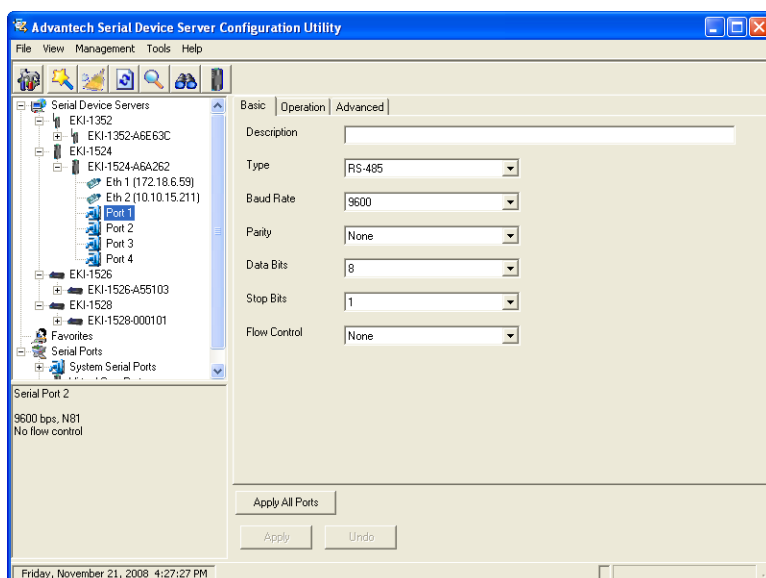 Advantech Serial Device Server Configuration Utility
File View Management Tools Help
Serial Device Servers
EKI-1352
EKI-1352-A6E63C
EKI-1524
EKI-1524-A6A262
Eth 1 (172.18.6.59)
Eth 2 (10.10.15.211)
Port 1
Port 2
Port 3
Port 4
EKI-1526
EKI-1526-A55103
EKI-1528
EKI-1528-000101
Favorites
Serial Ports
System Serial Ports
Serial Port 2
9600 bps, N81
No flow control
Basic Operation Advanced
Description
Type RS-485
Baud Rate 9600
Parity None
Data Bits 8
Stop Bits 1
Flow Control None
Apply All Ports
Apply Undo
Friday, November 21, 2008 4:27:27 PM